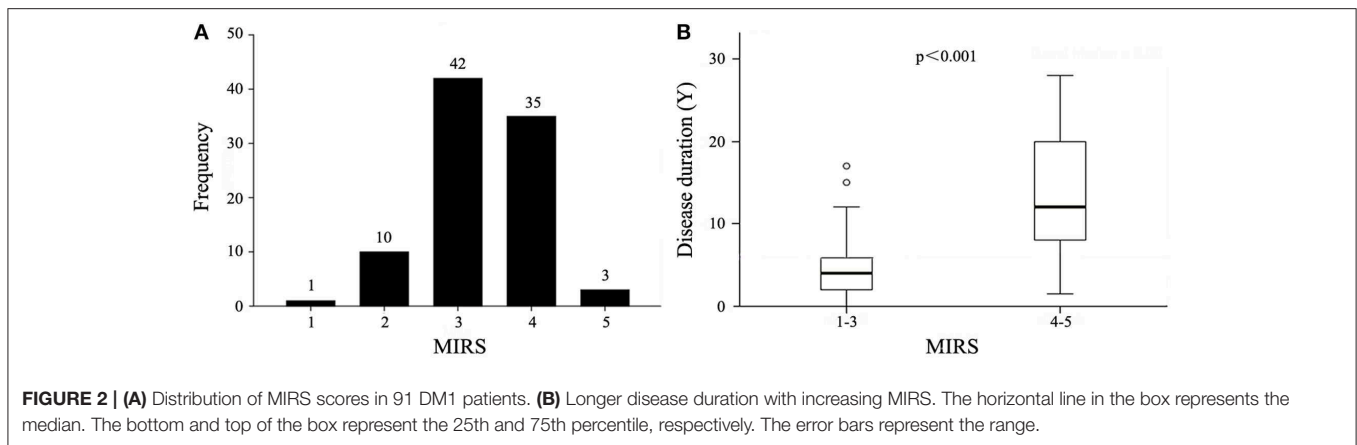 A
50
40
30
20
10
0
Frequency
1
10
42
35
3
1
2
3
4
5
MIRS
B
p<0.001
30
20
10
0
Disease duration (Y)
1-3
4-5
MIRS
FIGURE 2 | (A) Distribution of MIRS scores in 91 DM1 patients. (B) Longer disease duration with increasing MIRS. The horizontal line in the box represents the
median. The bottom and top of the box represent the 25th and 75th percentile, respectively. The error bars represent the range.